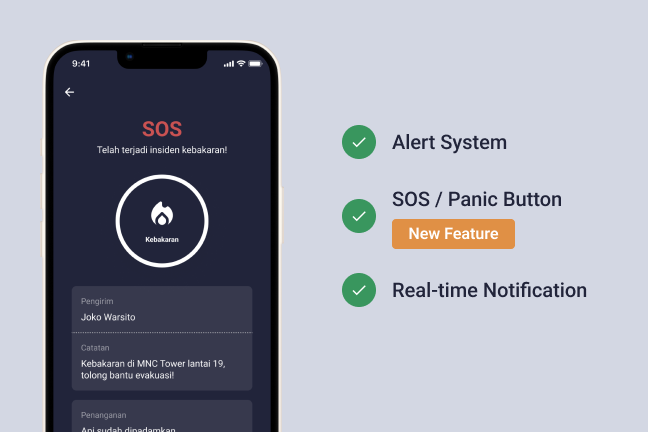 9:41
SOS
Telah terjadi insiden kebakaran!
Kebakaran
Pengirim
Joko Warsito
Catatan
Kebakaran di MNC Tower lantai 19,
tolong bantu evakuasi!
Penanganan
Api sudah dipadamkan
Alert System
SOS / Panic Button
New Feature
Real-time Notification